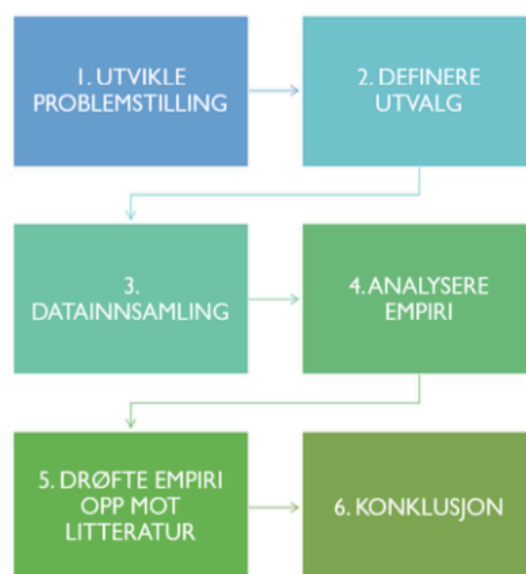 1. UTVIKLE
PROBLEMSTILLING
2. DEFINERE
UTVALG
3.
DATAINNSAMLING
4. ANALYSERE
EMPIRI
5. DRØFTE EMPIRI
OPP MOT
LITTERATUR
6. KONKLUSJON